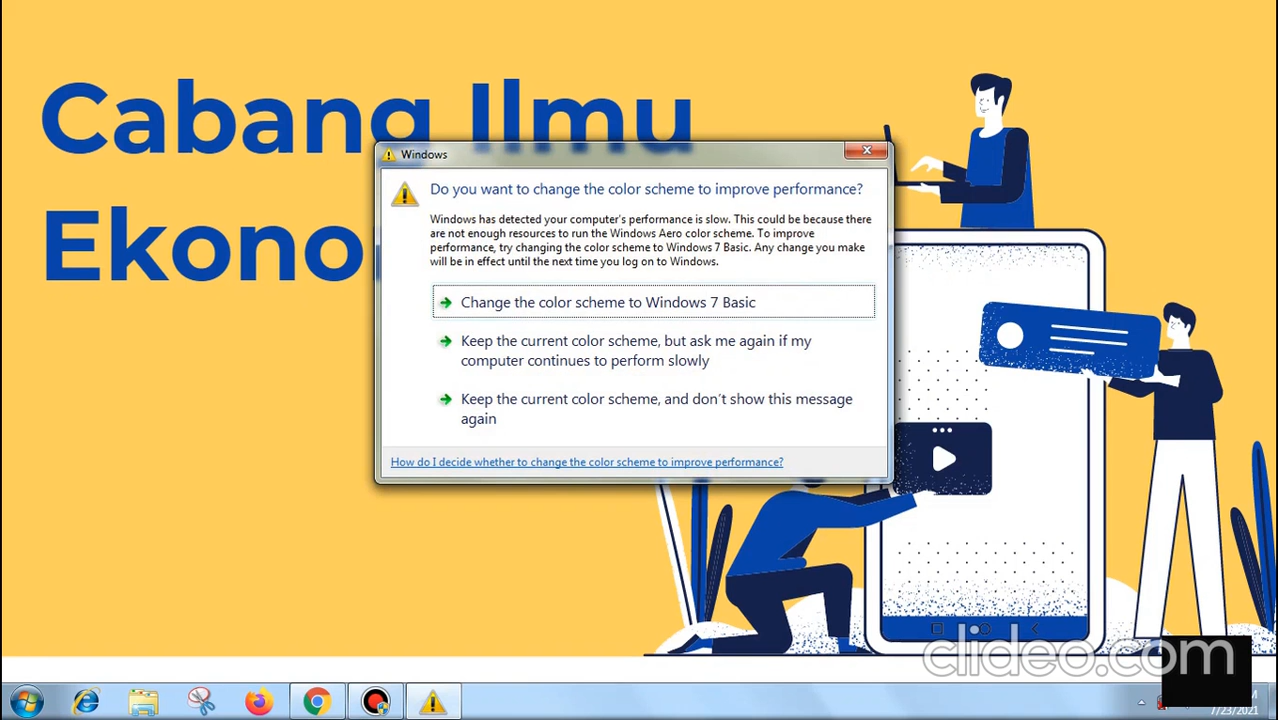 Cabang Ilmu
Ekono
Windows
Do you want to change the color scheme to improve performance?
Windows has detected your computer's performance is slow. This could be because there
are not enough resources to run the Windows Aero color scheme. To improve
performance, try changing the color scheme to Windows 7 Basic. Any change you make
will be in effect until the next time you log on to Windows.
Change the color scheme to Windows 7 Basic
Keep the current color scheme, but ask me again if my
computer continues to perform slowly
Keep the current color scheme, and don't show this message
again
How do I decide whether to change the color scheme to improve performance?
clideo.com
7/23/2021